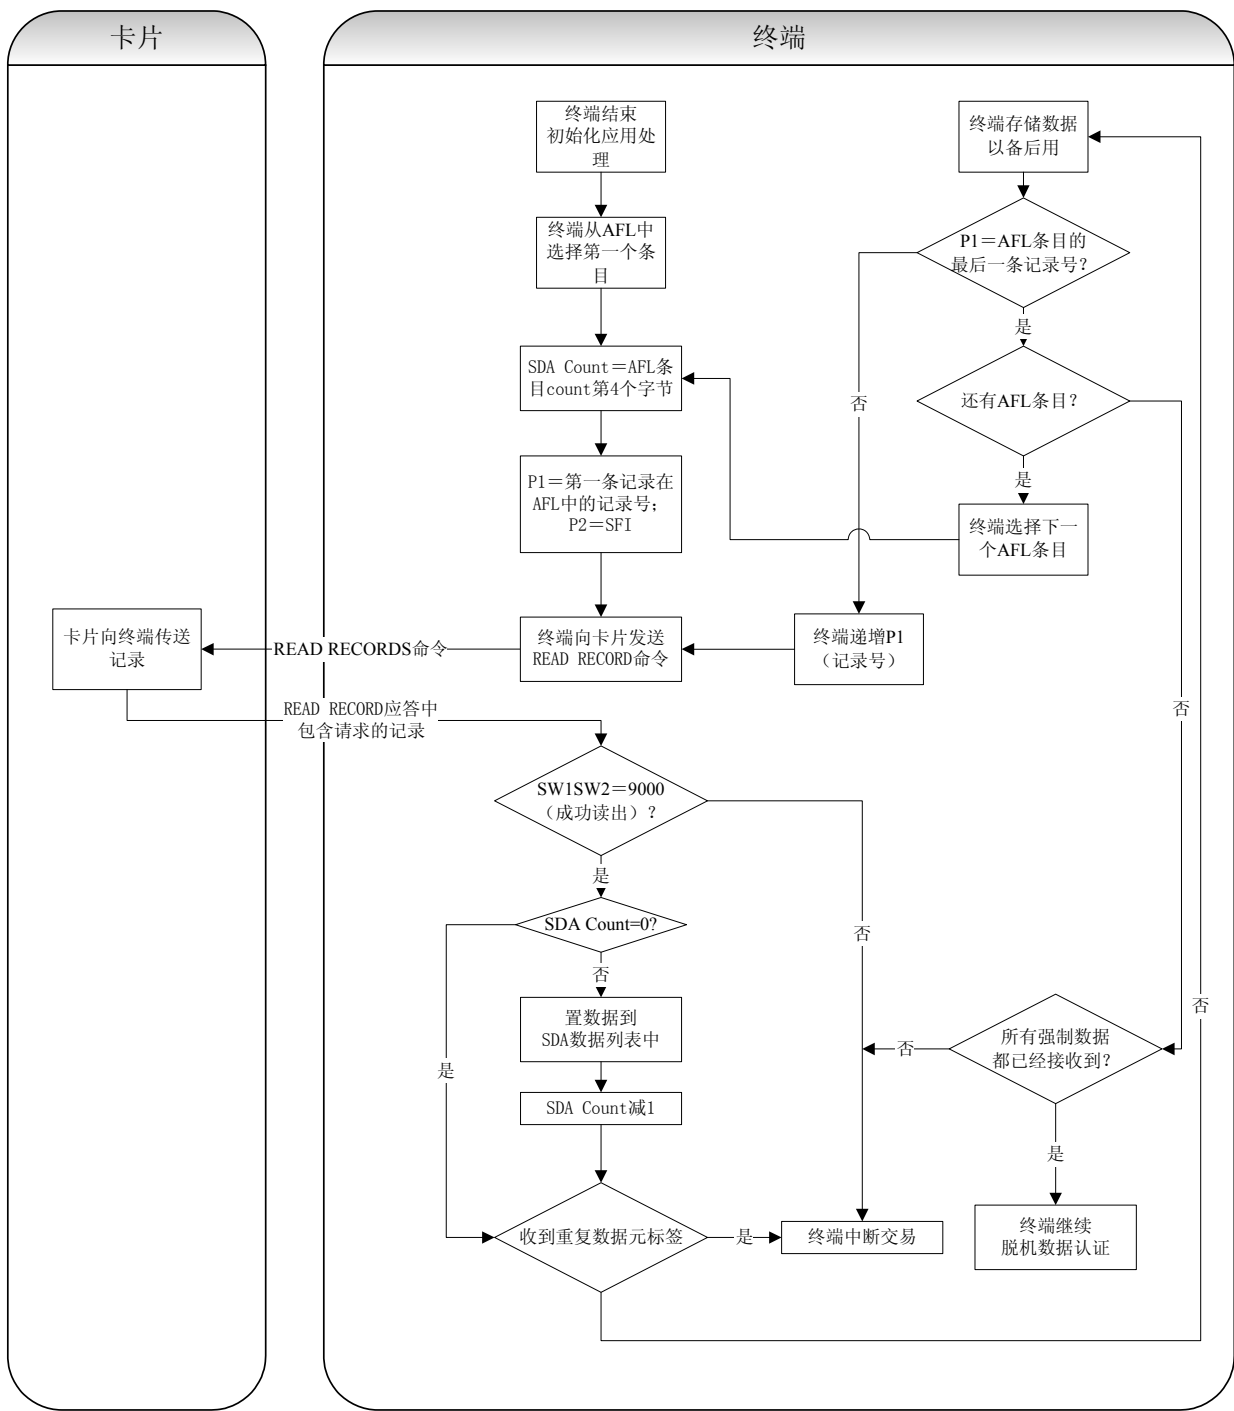 卡片
终端
终端结束
初始化应用处
理
终端从AFL中
选择第一个条
目
SDA Count＝AFL条
目count第4个字节
P1＝第一条记录在
AFL中的记录号；
P2＝SFI
终端向卡片发送
READ RECORD命令
READ RECORDS命令
卡片向终端传送
记录
READ RECORD应答中
包含请求的记录
SW1SW2＝9000
（成功读出）？
是
否
SDA Count=0?
否
是
置数据到
SDA数据列表中
SDA Count减1
收到重复数据元标签
是
终端中断交易
否
终端存储数据
以备后用
P1＝AFL条目的
最后一条记录号？
是
否
还有AFL条目？
是
否
终端选择下一
个AFL条目
终端递增P1
（记录号）
所有强制数据
都已经接收到？
否
是
终端继续
脱机数据认证